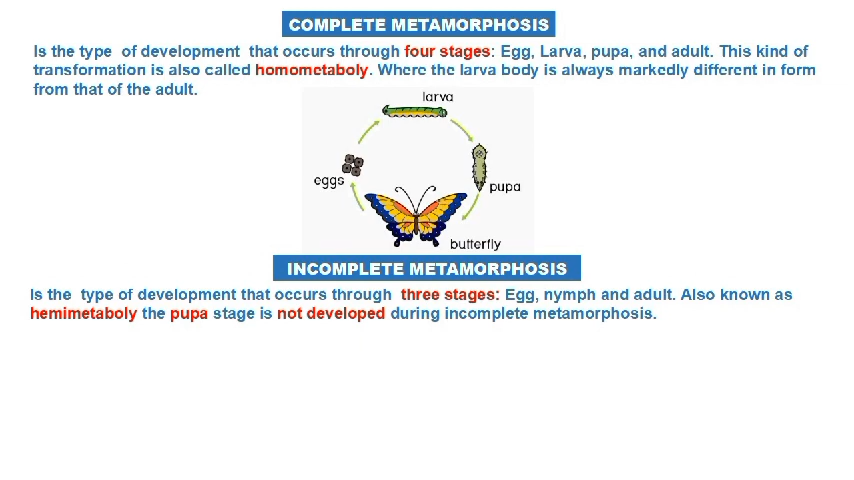 COMPLETE METAMORPHOSIS
Is the type of development that occurs through four stages: Egg, Larva, pupa, and adult. This kind of
transformation is also called homometaboly. Where the larva body is always markedly different in form
from that of the adult.
larva
eggs
pupa
butterfly
INCOMPLETE METAMORPHOSIS
Is the type of development that occurs through three stages: Egg, nymph and adult. Also known as
hemimetaboly the pupa stage is not developed during incomplete metamorphosis.